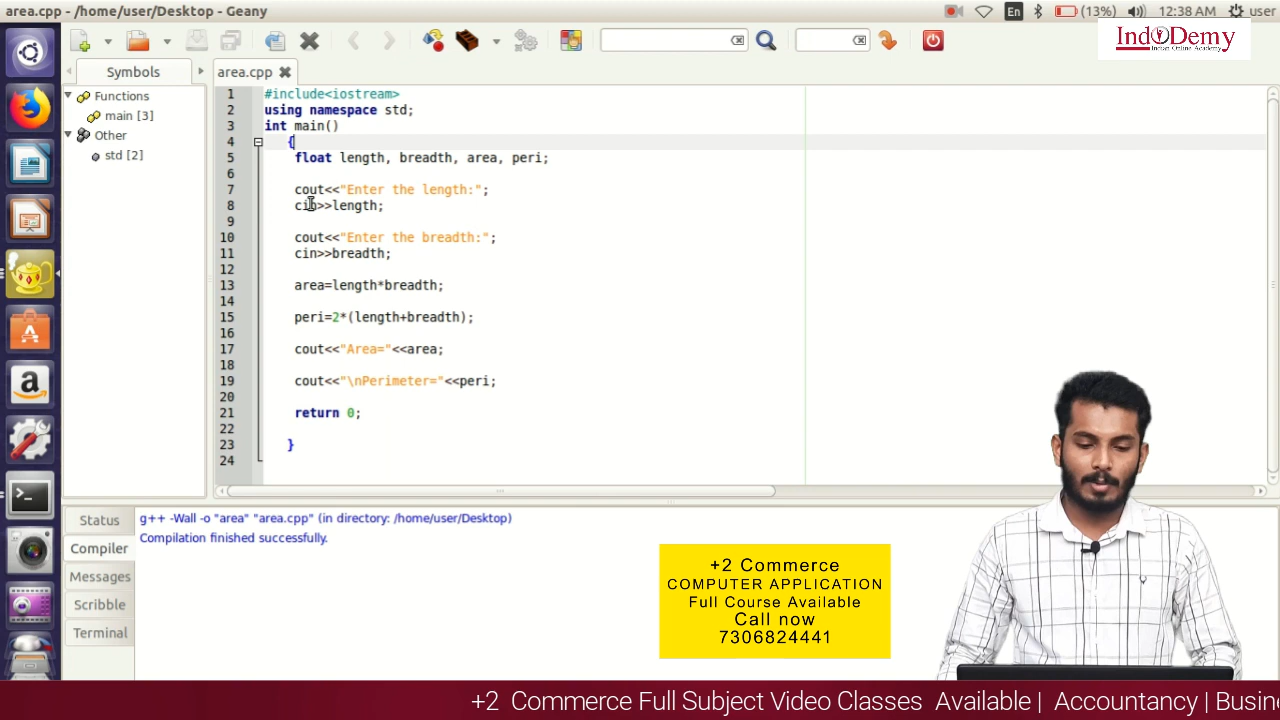 area.cpp - /home/user/Desktop - Geany
En
(13%)
12:38 AM
user
IndODemy
Indian Online Academy
Symbols
area.cpp
Functions
main [3]
Other
std [2]
1 #include<iostream>
2 using namespace std;
3 int main()
4 {
5 float length, breadth, area, peri;
6
7 cout<<"Enter the length:";
8 cin>>length;
9
10 cout<<"Enter the breadth:";
11 cin>>breadth;
12
13 area=length*breadth;
14
15 peri=2*(length+breadth);
16
17 cout<<"Area="<<area;
18
19 cout<<"\nPerimeter="<<peri;
20
21 return 0;
22
23 }
24
Status
Compiler
Messages
Scribble
Terminal
g++ -Wall -o "area" "area.cpp" (in directory: /home/user/Desktop)
Compilation finished successfully.
+2 Commerce
COMPUTER APPLICATION
Full Course Available
Call now
7306824441
+2 Commerce Full Subject Video Classes Available | Accountancy | Busin